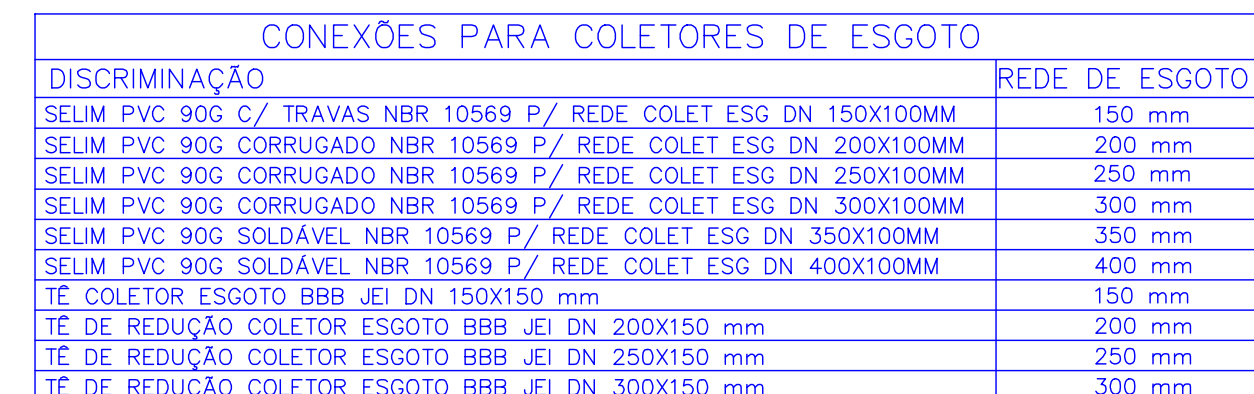 CONEXÕES PARA COLETORES DE ESGOTO
DISCRIMINAÇÃO REDE DE ESGOTO
SELIM PVC 90G C/ TRAVAS NBR 10569 P/ REDE COLET ESG DN 150X100MM 150 mm
SELIM PVC 90G CORRUGADO NBR 10569 P/ REDE COLET ESG DN 200X100MM 200 mm
SELIM PVC 90G CORRUGADO NBR 10569 P/ REDE COLET ESG DN 250X100MM 250 mm
SELIM PVC 90G CORRUGADO NBR 10569 P/ REDE COLET ESG DN 300X100MM 300 mm
SELIM PVC 90G SOLDÁVEL NBR 10569 P/ REDE COLET ESG DN 350X100MM 350 mm
SELIM PVC 90G SOLDÁVEL NBR 10569 P/ REDE COLET ESG DN 400X100MM 400 mm
TÊ COLETOR ESGOTO BBB JEI DN 150X150 mm 150 mm
TÊ DE REDUÇÃO COLETOR ESGOTO BBB JEI DN 200X150 mm 200 mm
TÊ DE REDUÇÃO COLETOR ESGOTO BBB JEI DN 250X150 mm 250 mm
TÊ DE REDUÇÃO COLETOR ESGOTO BBB JEI DN 300X150 mm 300 mm